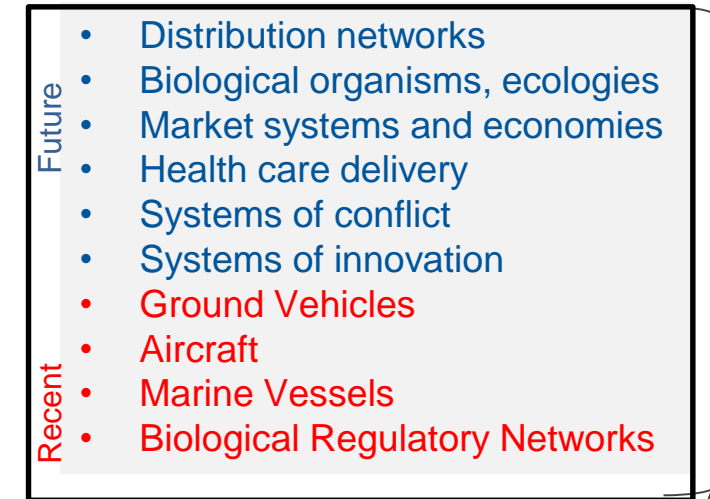 Future
• Distribution networks
• Biological organisms, ecologies
• Market systems and economies
• Health care delivery
• Systems of conflict
• Systems of innovation
Recent
• Ground Vehicles
• Aircraft
• Marine Vessels
• Biological Regulatory Networks